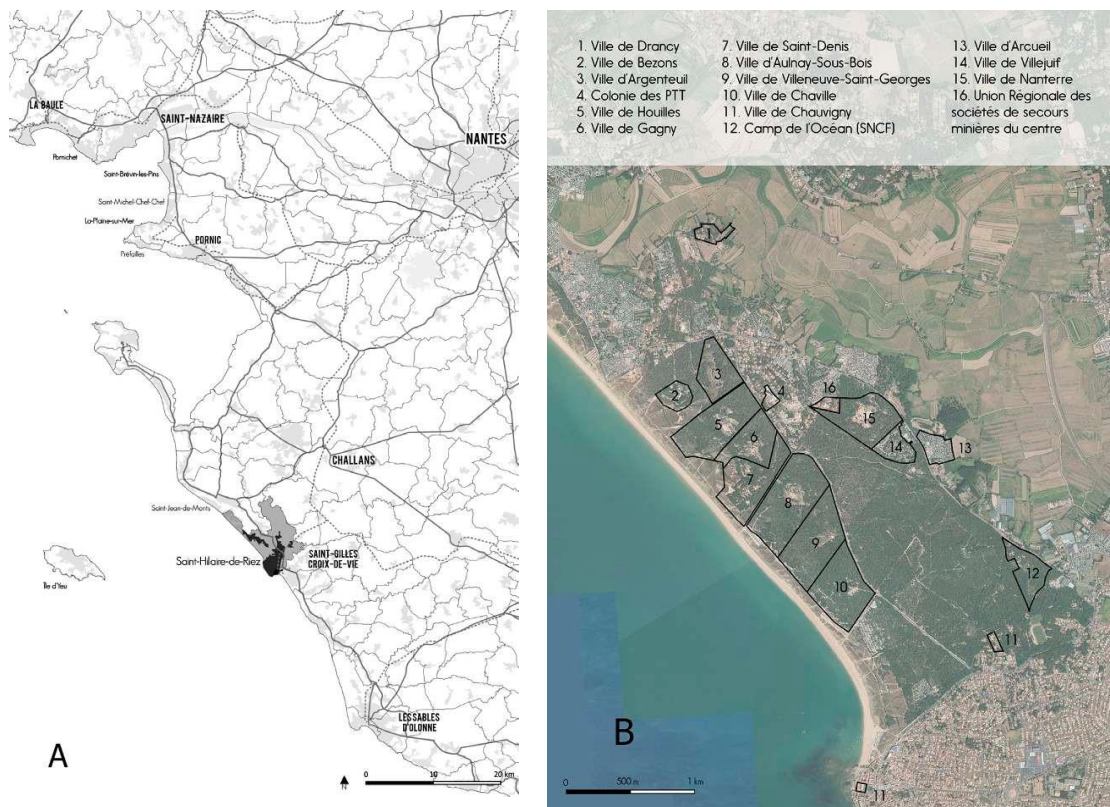 LA BAULE
Pornichet
SAINT-NAZAIRE
NANTES
Saint-Brévin-les-Pins
Saint-Michel-Chef-Chef
La-Plaine-sur-Mer
Préfailles
PORNIC
CHALLANS
Saint-Jean-de-Monts
Saint-Hilaire-de-Riez
SAINT-GILLES
CROIX-DE-VIE
Île d'Yeu
LES SABLES
D'OLONNE
A
N
0 10 20 km
1. Ville de Drancy
2. Ville de Bezons
3. Ville d'Argenteuil
4. Colonie des PTT
5. Ville de Houilles
6. Ville de Gagny
7. Ville de Saint-Denis
8. Ville d'Aulnay-Sous-Bois
9. Ville de Villeneuve-Saint-Georges
10. Ville de Chaville
11. Ville de Chauvigny
12. Camp de l'Océan (SNCF)
13. Ville d'Arcueil
14. Ville de Villejuif
15. Ville de Nanterre
16. Union Régionale des
sociétés de secours
minières du centre
1
3
2
4
16
5
15
6
14
13
7
8
9
10
12
11
B
0 500 m 1 km
11